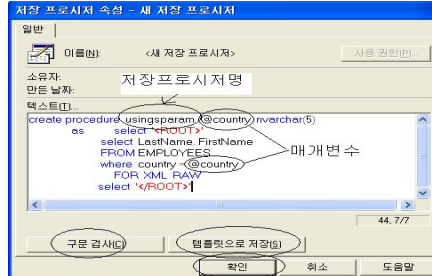 저장 프로시저 속성 - 새 저장 프로시저
일반
이름(N): <새 저장 프로시저> 사용 권한(P)...
소유자:
만든 날짜: 저장프로시저명
텍스트(T)...
create procedure usingsparam @country nvarchar(5)
as select '<ROOT>'
select LastName, FirstName
FROM EMPLOYEES 매개변수
where country = @country
FOR XML RAW
select '</ROOT>'
44, 7/7
구문 검사(C) 템플릿으로 저장(S)
확인 취소 도움말